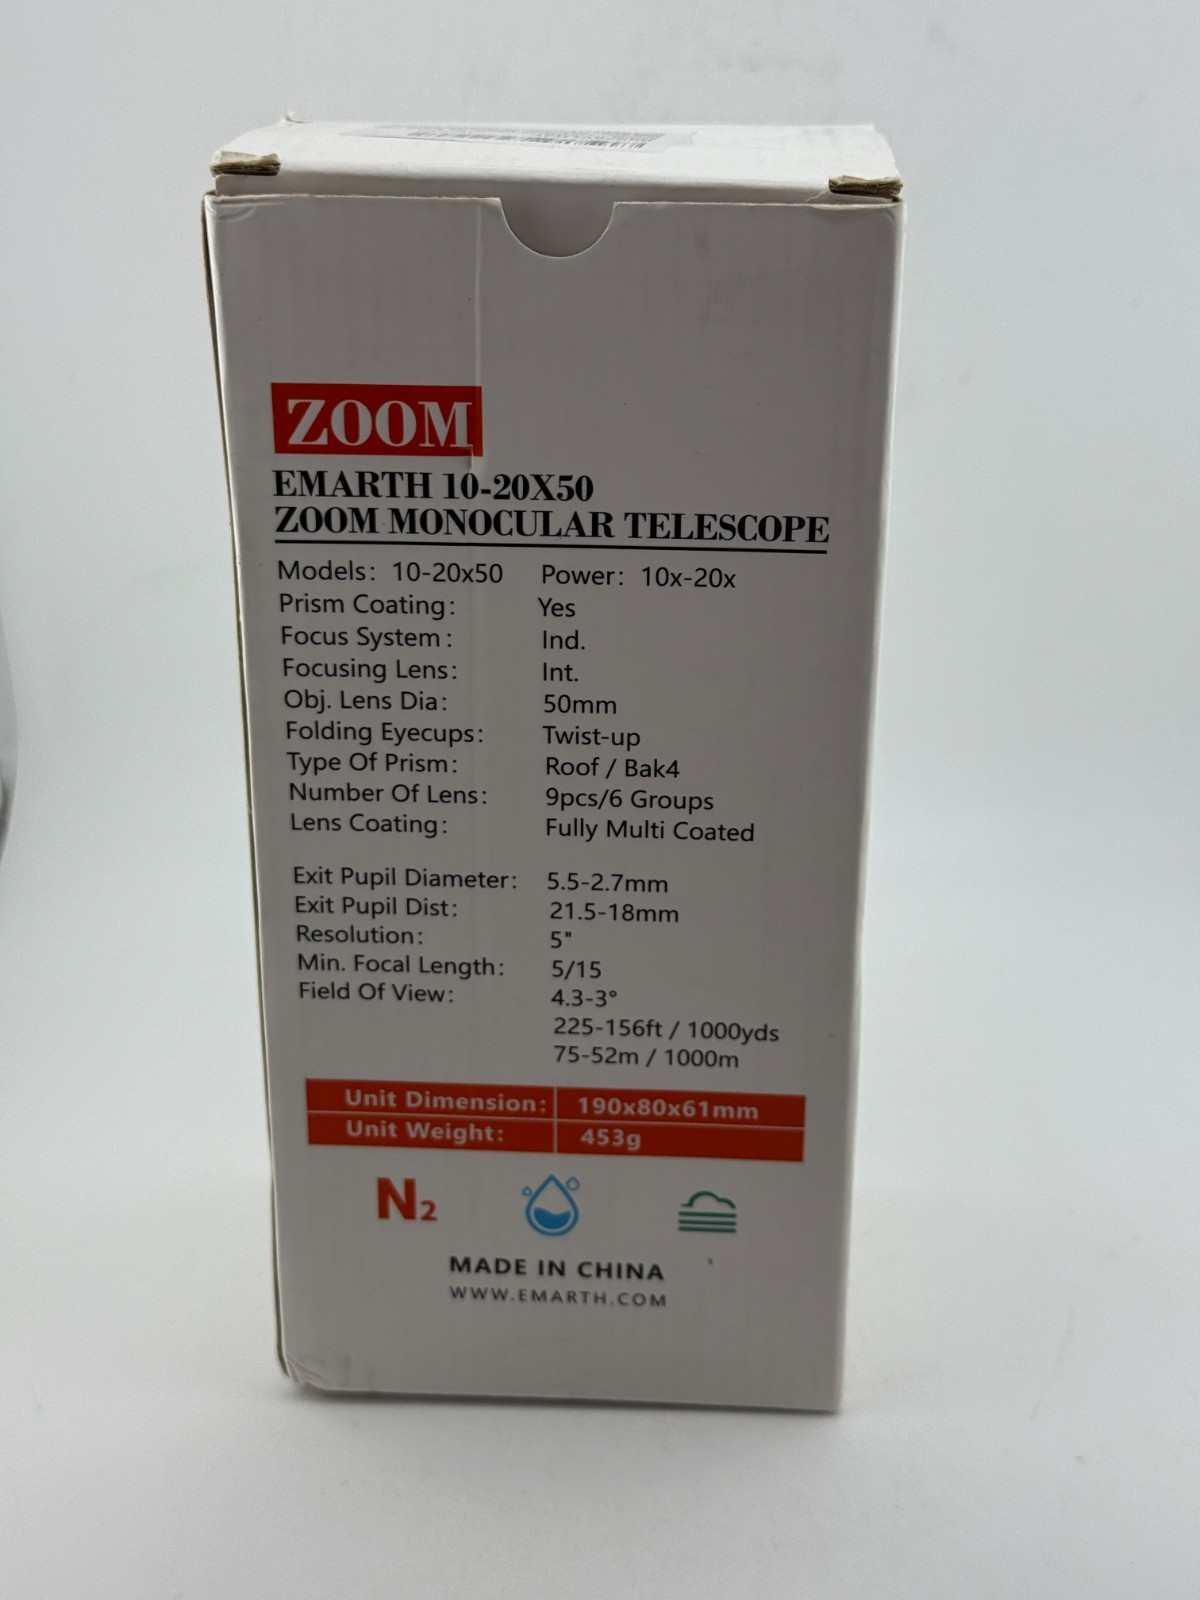 ZOOM
EMARTH 10-20X50
ZOOM MONOCULAR TELESCOPE
Models: 10-20x50 Power: 10x-20x
Prism Coating: Yes
Focus System: Ind.
Focusing Lens: Int.
Obj. Lens Dia: 50mm
Folding Eyecups: Twist-up
Type Of Prism: Roof / Bak4
Number Of Lens: 9pcs/6 Groups
Lens Coating: Fully Multi Coated
Exit Pupil Diameter: 5.5-2.7mm
Exit Pupil Dist: 21.5-18mm
Resolution: 5"
Min. Focal Length: 5/15
Field Of View: 4.3-3°
225-156ft / 1000yds
75-52m / 1000m
Unit Dimension: 190x80x61mm
Unit Weight: 453g
N2
MADE IN CHINA
WWW.EMARTH.COM